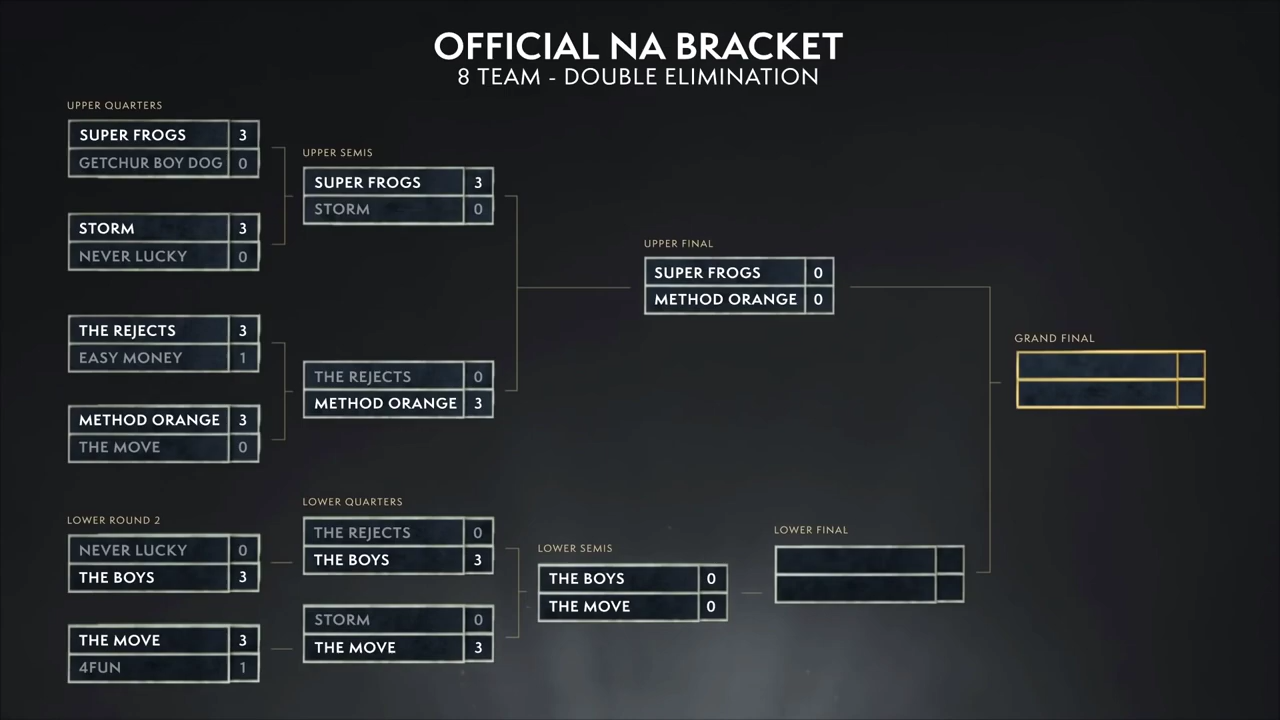 OFFICIAL NA BRACKET
8 TEAM - DOUBLE ELIMINATION
UPPER QUARTERS
SUPER FROGS 3
GETCHUR BOY DOG 0
STORM 3
NEVER LUCKY 0
THE REJECTS 3
EASY MONEY 1
METHOD ORANGE 3
THE MOVE 0
UPPER SEMIS
SUPER FROGS 3
STORM 0
THE REJECTS 0
METHOD ORANGE 3
UPPER FINAL
SUPER FROGS 0
METHOD ORANGE 0
GRAND FINAL
LOWER ROUND 2
NEVER LUCKY 0
THE BOYS 3
THE MOVE 3
4FUN 1
LOWER QUARTERS
THE REJECTS 0
THE BOYS 3
STORM 0
THE MOVE 3
LOWER SEMIS
THE BOYS 0
THE MOVE 0
LOWER FINAL